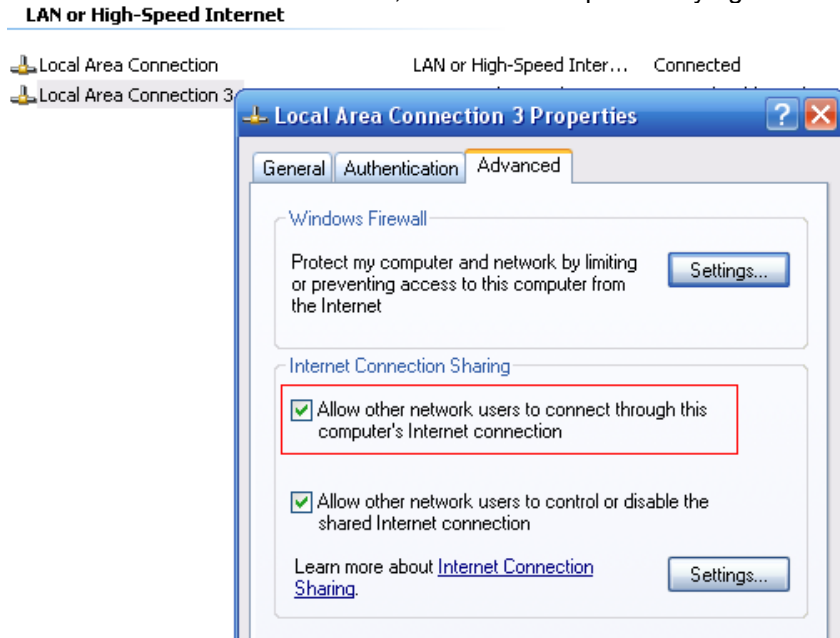 LAN or High-Speed Internet
Local Area Connection LAN or High-Speed Inter... Connected
Local Area Connection 3
Local Area Connection 3 Properties
General Authentication Advanced
Windows Firewall
Protect my computer and network by limiting
or preventing access to this computer from
the Internet
Settings...
Internet Connection Sharing
Allow other network users to connect through this
computer's Internet connection
Allow other network users to control or disable the
shared Internet connection
Learn more about Internet Connection
Sharing.
Settings...